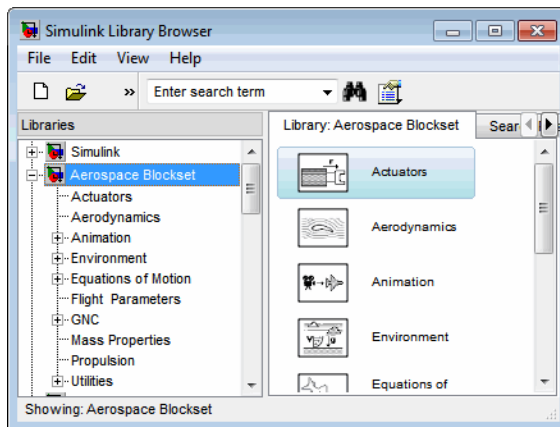 Simulink Library Browser
File Edit View Help
» Enter search term
Libraries
Simulink
Aerospace Blockset
Actuators
Aerodynamics
Animation
Environment
Equations of Motion
Flight Parameters
GNC
Mass Properties
Propulsion
Utilities
Library: Aerospace Blockset
Sear
Actuators
Aerodynamics
Animation
Environment
Equations of
Showing: Aerospace Blockset